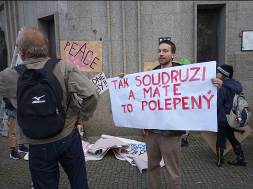 PEACE
TAK SOUDRUZI
A MÁTE
TO POLEPENÝ